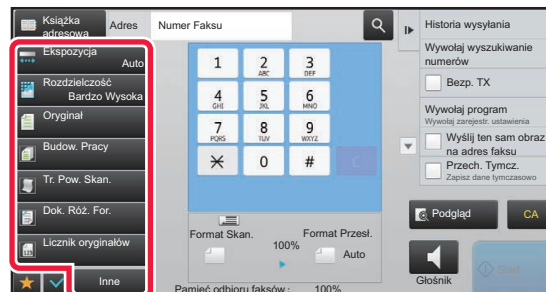 Książka
adresowa
Adres
Numer Faksu
Historia wysyłania
Ekspozycja
Auto
Wywołaj wyszukiwanie
numerów
Rozdzielczość
Bardzo Wysoka
Bezp. TX
Oryginał
Wywołaj program
Wywołaj zarejestr. ustawienia
Budow. Pracy
Wyślij ten sam obraz
na adres faksu
Tr. Pow. Skan.
Przech. Tymcz.
Zapisz dane tymczasowo
Dok. Róż. For.
Licznik oryginałów
Inne
1
2
ABC
3
DEF
4
GHI
5
JKL
6
MNO
7
PQRS
8
TUV
9
WXYZ
0
#
C
Format Skan.
100%
Format Przesł.
Auto
Pamięć odbioru faksów :
100%
Podgląd
CA
Głośnik
Start